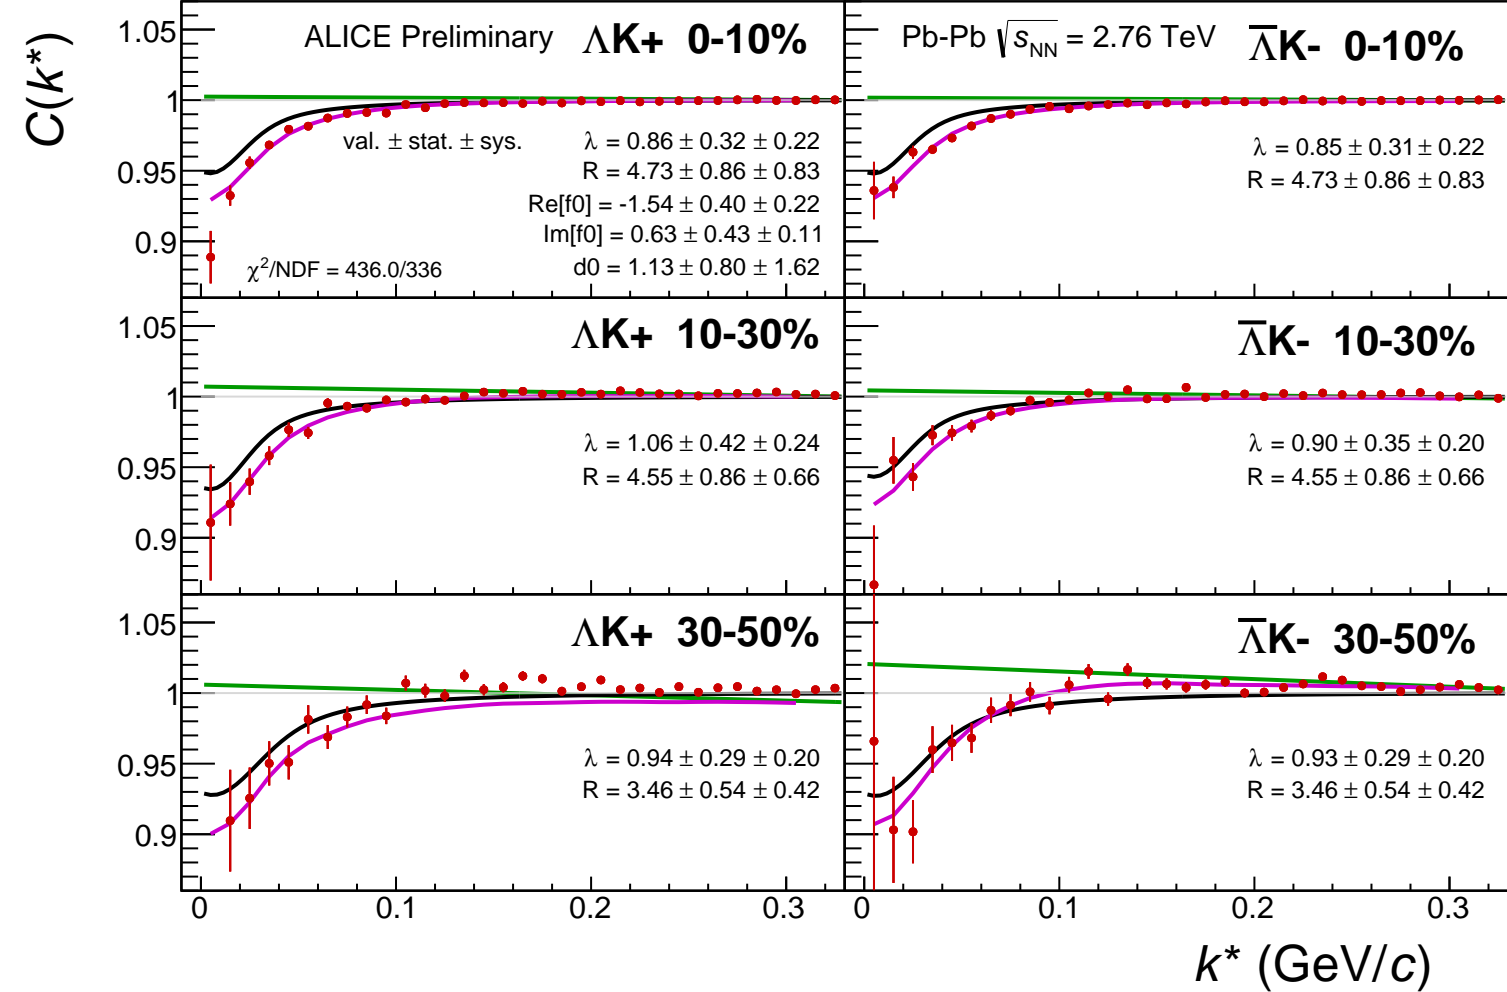 C(k*)
ALICE Preliminary ΛK+ 0-10%
1.05
1
0.95
0.9
val. ± stat. ± sys.
λ = 0.86 ± 0.32 ± 0.22
R = 4.73 ± 0.86 ± 0.83
Re[f0] = -1.54 ± 0.40 ± 0.22
Im[f0] = 0.63 ± 0.43 ± 0.11
d0 = 1.13 ± 0.80 ± 1.62
χ²/NDF = 436.0/336
Pb-Pb √s_NN = 2.76 TeV Λ̅K- 0-10%
λ = 0.85 ± 0.31 ± 0.22
R = 4.73 ± 0.86 ± 0.83
ΛK+ 10-30%
1.05
1
0.95
0.9
λ = 1.06 ± 0.42 ± 0.24
R = 4.55 ± 0.86 ± 0.66
Λ̅K- 10-30%
λ = 0.90 ± 0.35 ± 0.20
R = 4.55 ± 0.86 ± 0.66
ΛK+ 30-50%
1.05
1
0.95
0.9
λ = 0.94 ± 0.29 ± 0.20
R = 3.46 ± 0.54 ± 0.42
Λ̅K- 30-50%
λ = 0.93 ± 0.29 ± 0.20
R = 3.46 ± 0.54 ± 0.42
0 0.1 0.2 0.3
0 0.1 0.2 0.3
k* (GeV/c)